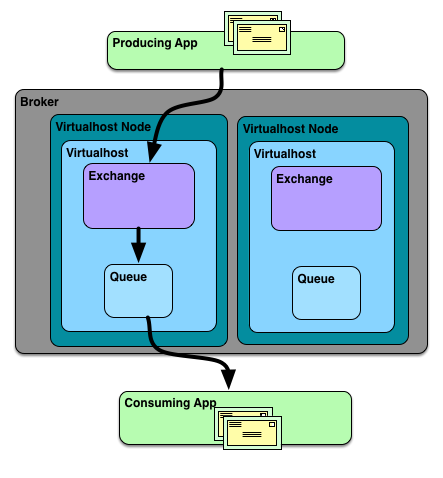 Producing App
Broker
Virtualhost Node
Virtualhost
Exchange
Queue
Virtualhost Node
Virtualhost
Exchange
Queue
Consuming App